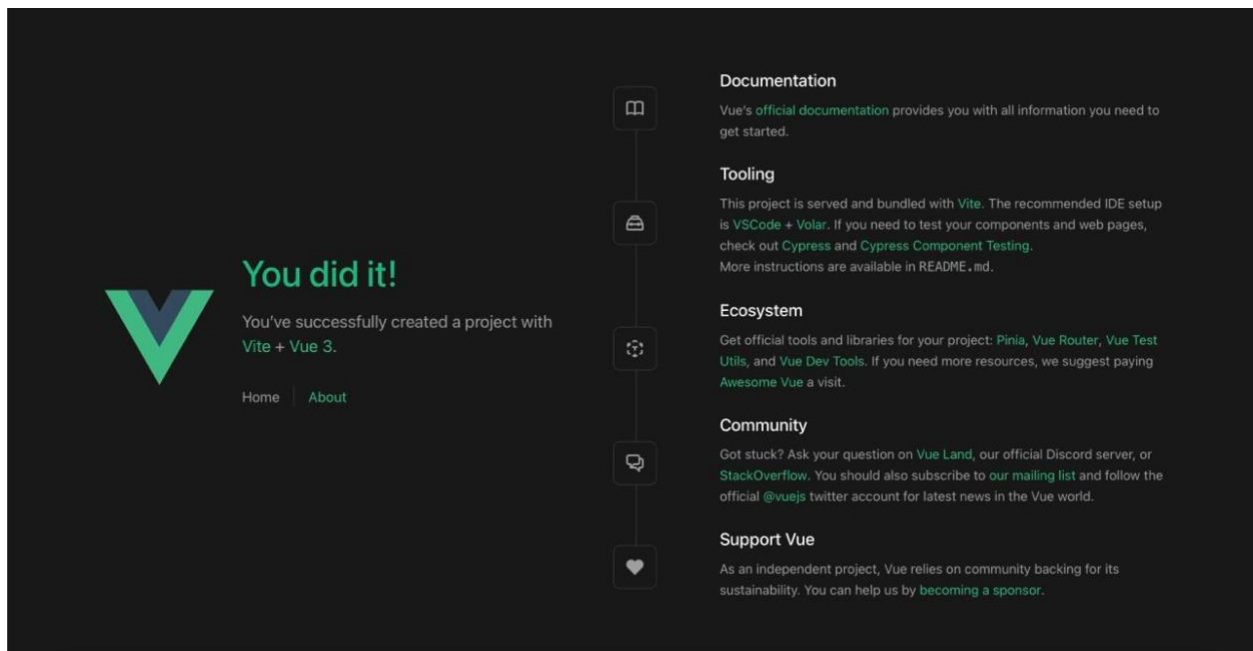 You did it!
You've successfully created a project with
Vite + Vue 3.
Home
About
Documentation
Vue's official documentation provides you with all information you need to
get started.
Tooling
This project is served and bundled with Vite. The recommended IDE setup
is VSCode + Volar. If you need to test your components and web pages,
check out Cypress and Cypress Component Testing.
More instructions are available in README.md.
Ecosystem
Get official tools and libraries for your project: Pinia, Vue Router, Vue Test
Utils, and Vue Dev Tools. If you need more resources, we suggest paying
Awesome Vue a visit.
Community
Got stuck? Ask your question on Vue Land, our official Discord server, or
StackOverflow. You should also subscribe to our mailing list and follow the
official @vuejs twitter account for latest news in the Vue world.
Support Vue
As an independent project, Vue relies on community backing for its
sustainability. You can help us by becoming a sponsor.